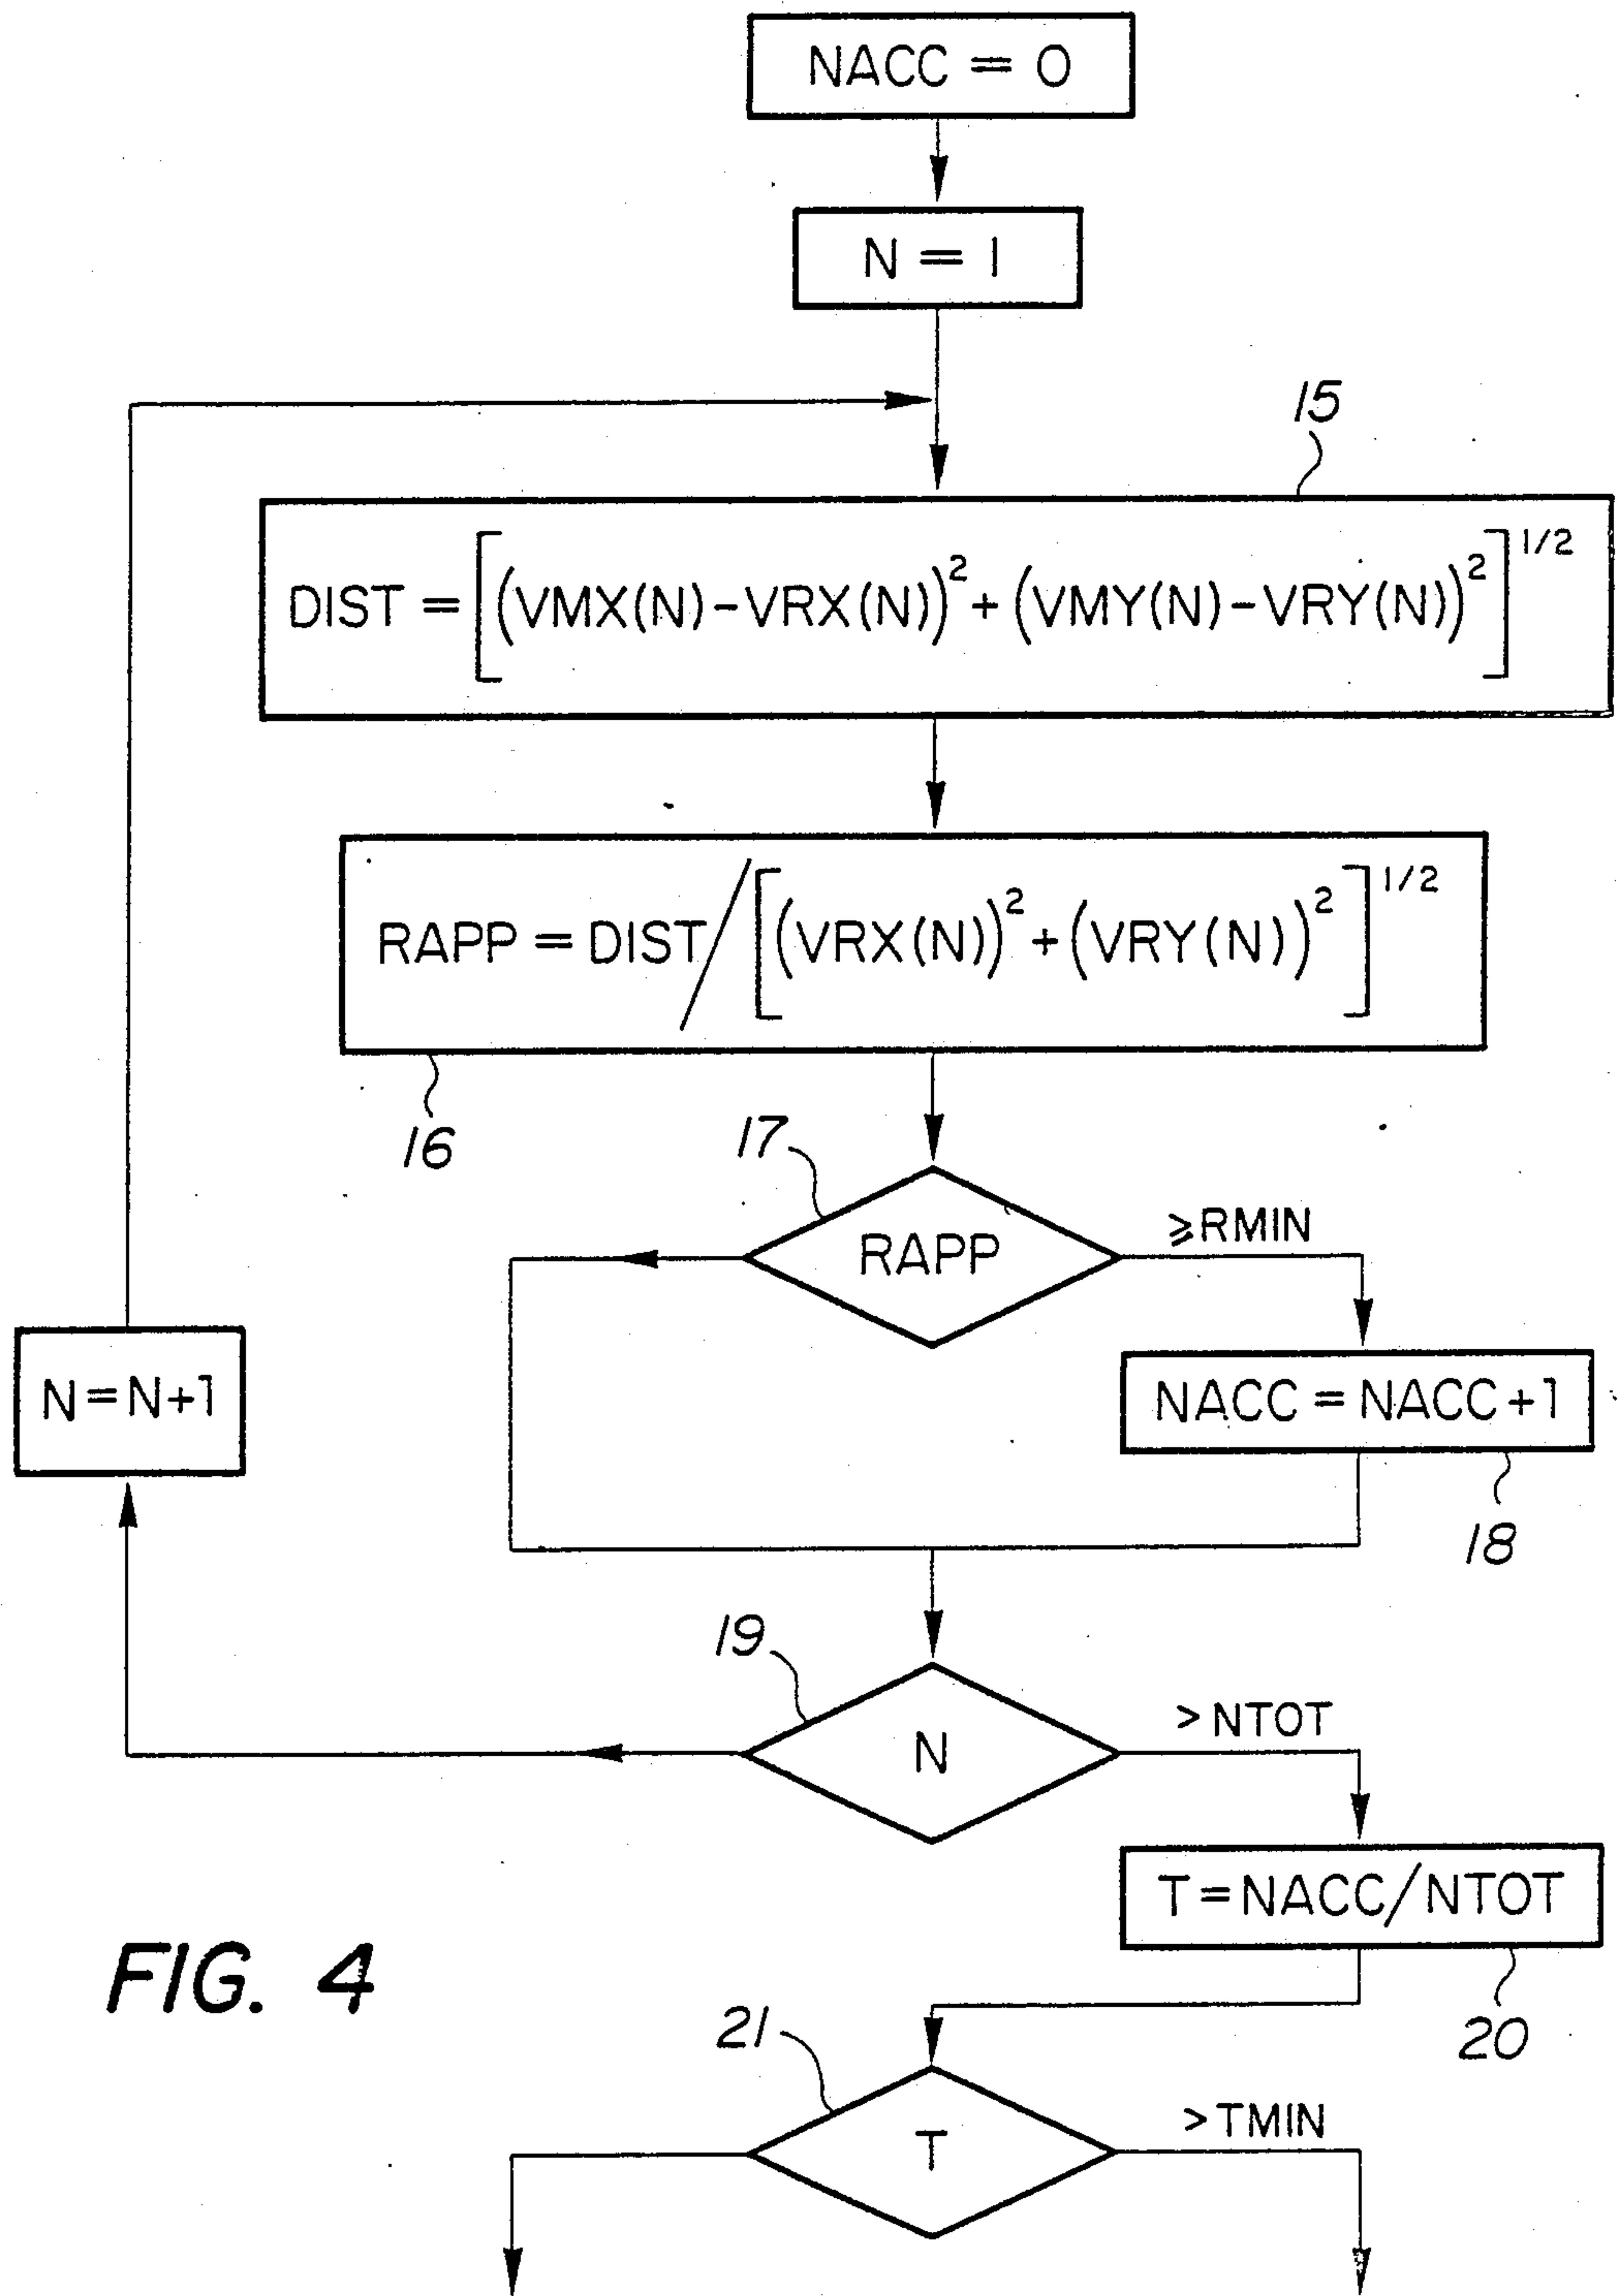 NACC = 0
N = 1
15
DIST = [(VMX(N)-VRX(N))² + (VMY(N)-VRY(N))²]^1/2
RAPP = DIST/[(VRX(N))² + (VRY(N))²]^1/2
16
17
RAPP
⩾RMIN
N=N+1
NACC = NACC+1
18
19
N
>NTOT
T=NACC/NTOT
20
FIG. 4
21
T
>TMIN